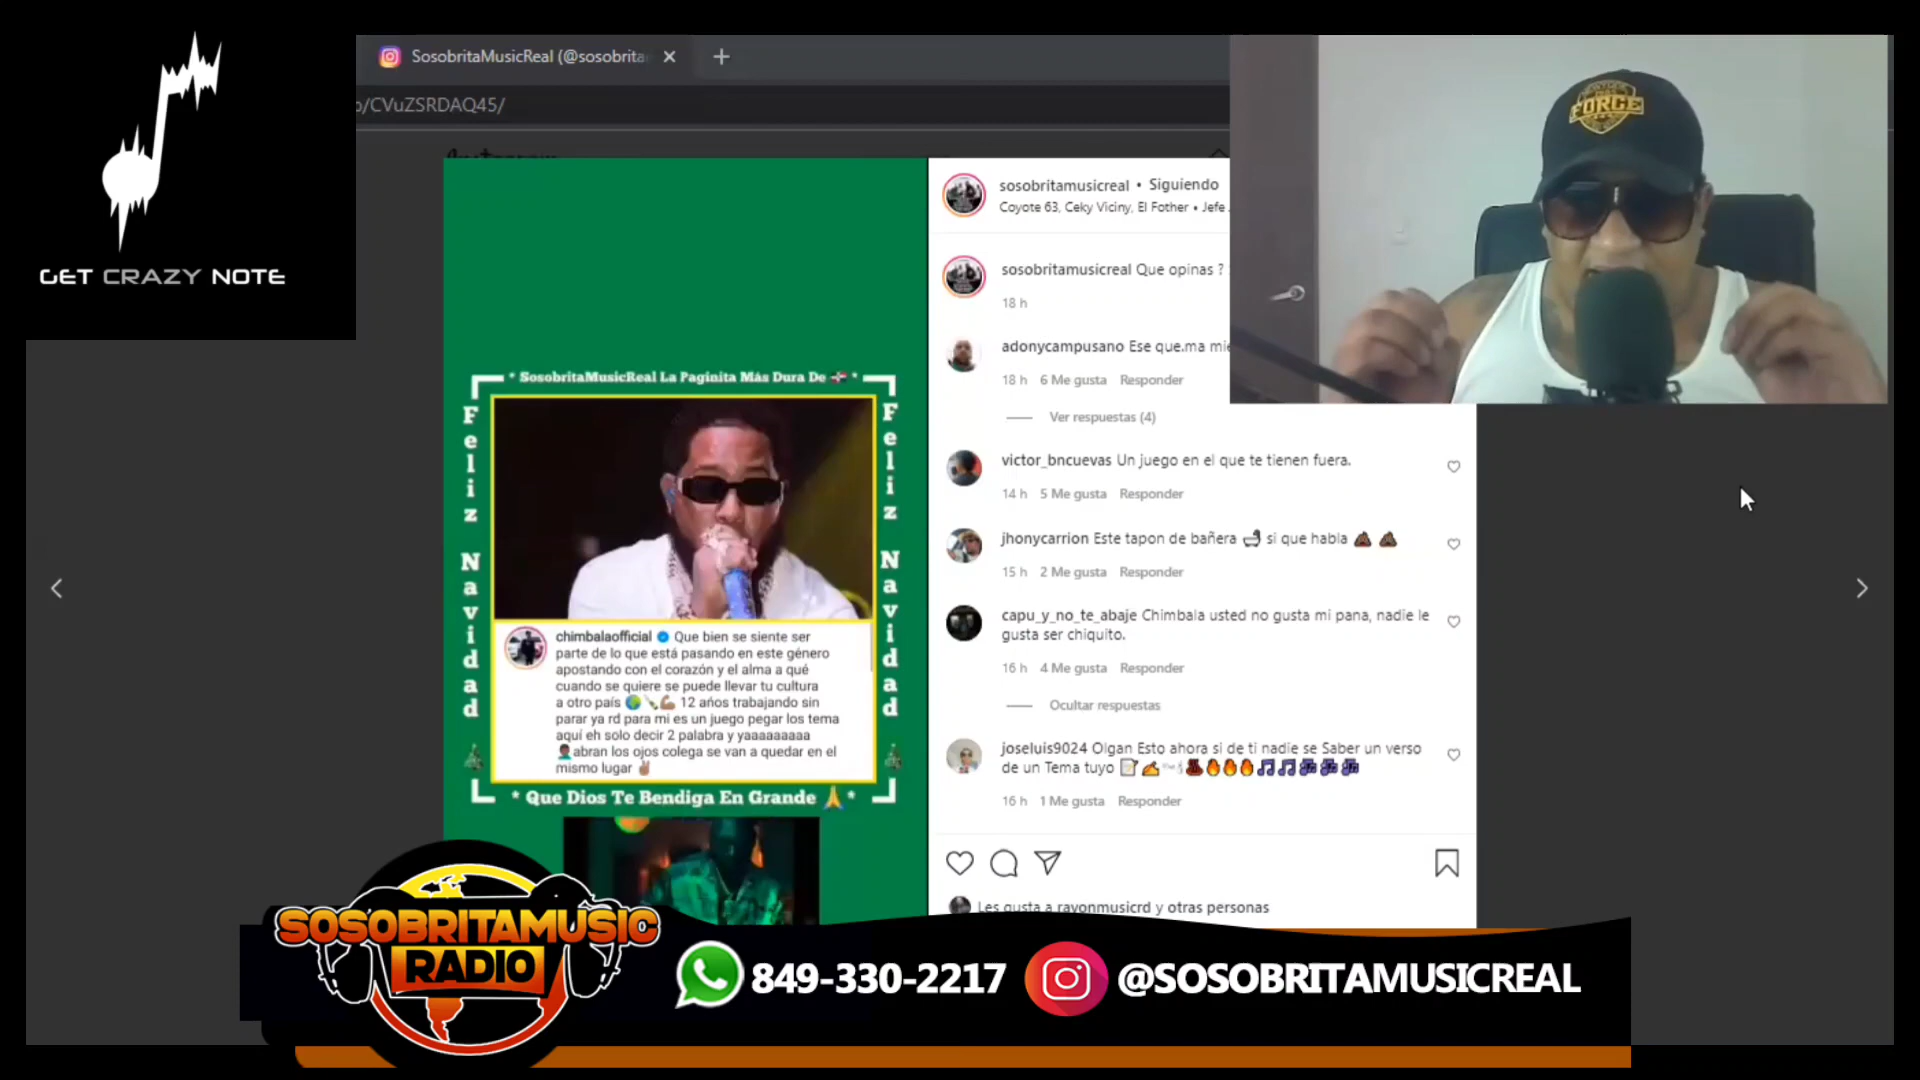 SosobritaMusicReal (@sosobrita
/CVuZSRDAQ45/
GET CRAZY NOTE
FORCE
sosobritamusicreal • Siguiendo
Coyote 63, Ceky Viciny, El Fother • Jefe
sosobritamusicreal Que opinas ?
18 h
adonycampusano Ese que.ma mie
18 h 6 Me gusta Responder
Ver respuestas (4)
victor_bncuevas Un juego en el que te tienen fuera.
14 h 5 Me gusta Responder
jhonycarrion Este tapon de bañera 🛁 si que habla 💩 💩
15 h 2 Me gusta Responder
capu_y_no_te_abaje Chimbala usted no gusta mi pana, nadie le
gusta ser chiquito.
16 h 4 Me gusta Responder
Ocultar respuestas
joseluis9024 Olgan Esto ahora si de ti nadie se Saber un verso
de un Tema tuyo
16 h 1 Me gusta Responder
Les gusta a rayonmusicrd y otras personas
* SosobritaMusicReal La Paginita Más Dura De 🇩🇴 *
Feliz Navidad
Feliz Navidad
chimbalaofficial Que bien se siente ser
parte de lo que está pasando en este género
apostando con el corazón y el alma a qué
cuando se quiere se puede llevar tu cultura
a otro país 12 años trabajando sin
parar ya rd para mi es un juego pegar los tema
aquí eh solo decir 2 palabra y yaaaaaaaaa
abran los ojos colega se van a quedar en el
mismo lugar
* Que Dios Te Bendiga En Grande 🙏 *
SOSOBRITAMUSIC
RADIO
849-330-2217
@SOSOBRITAMUSICREAL